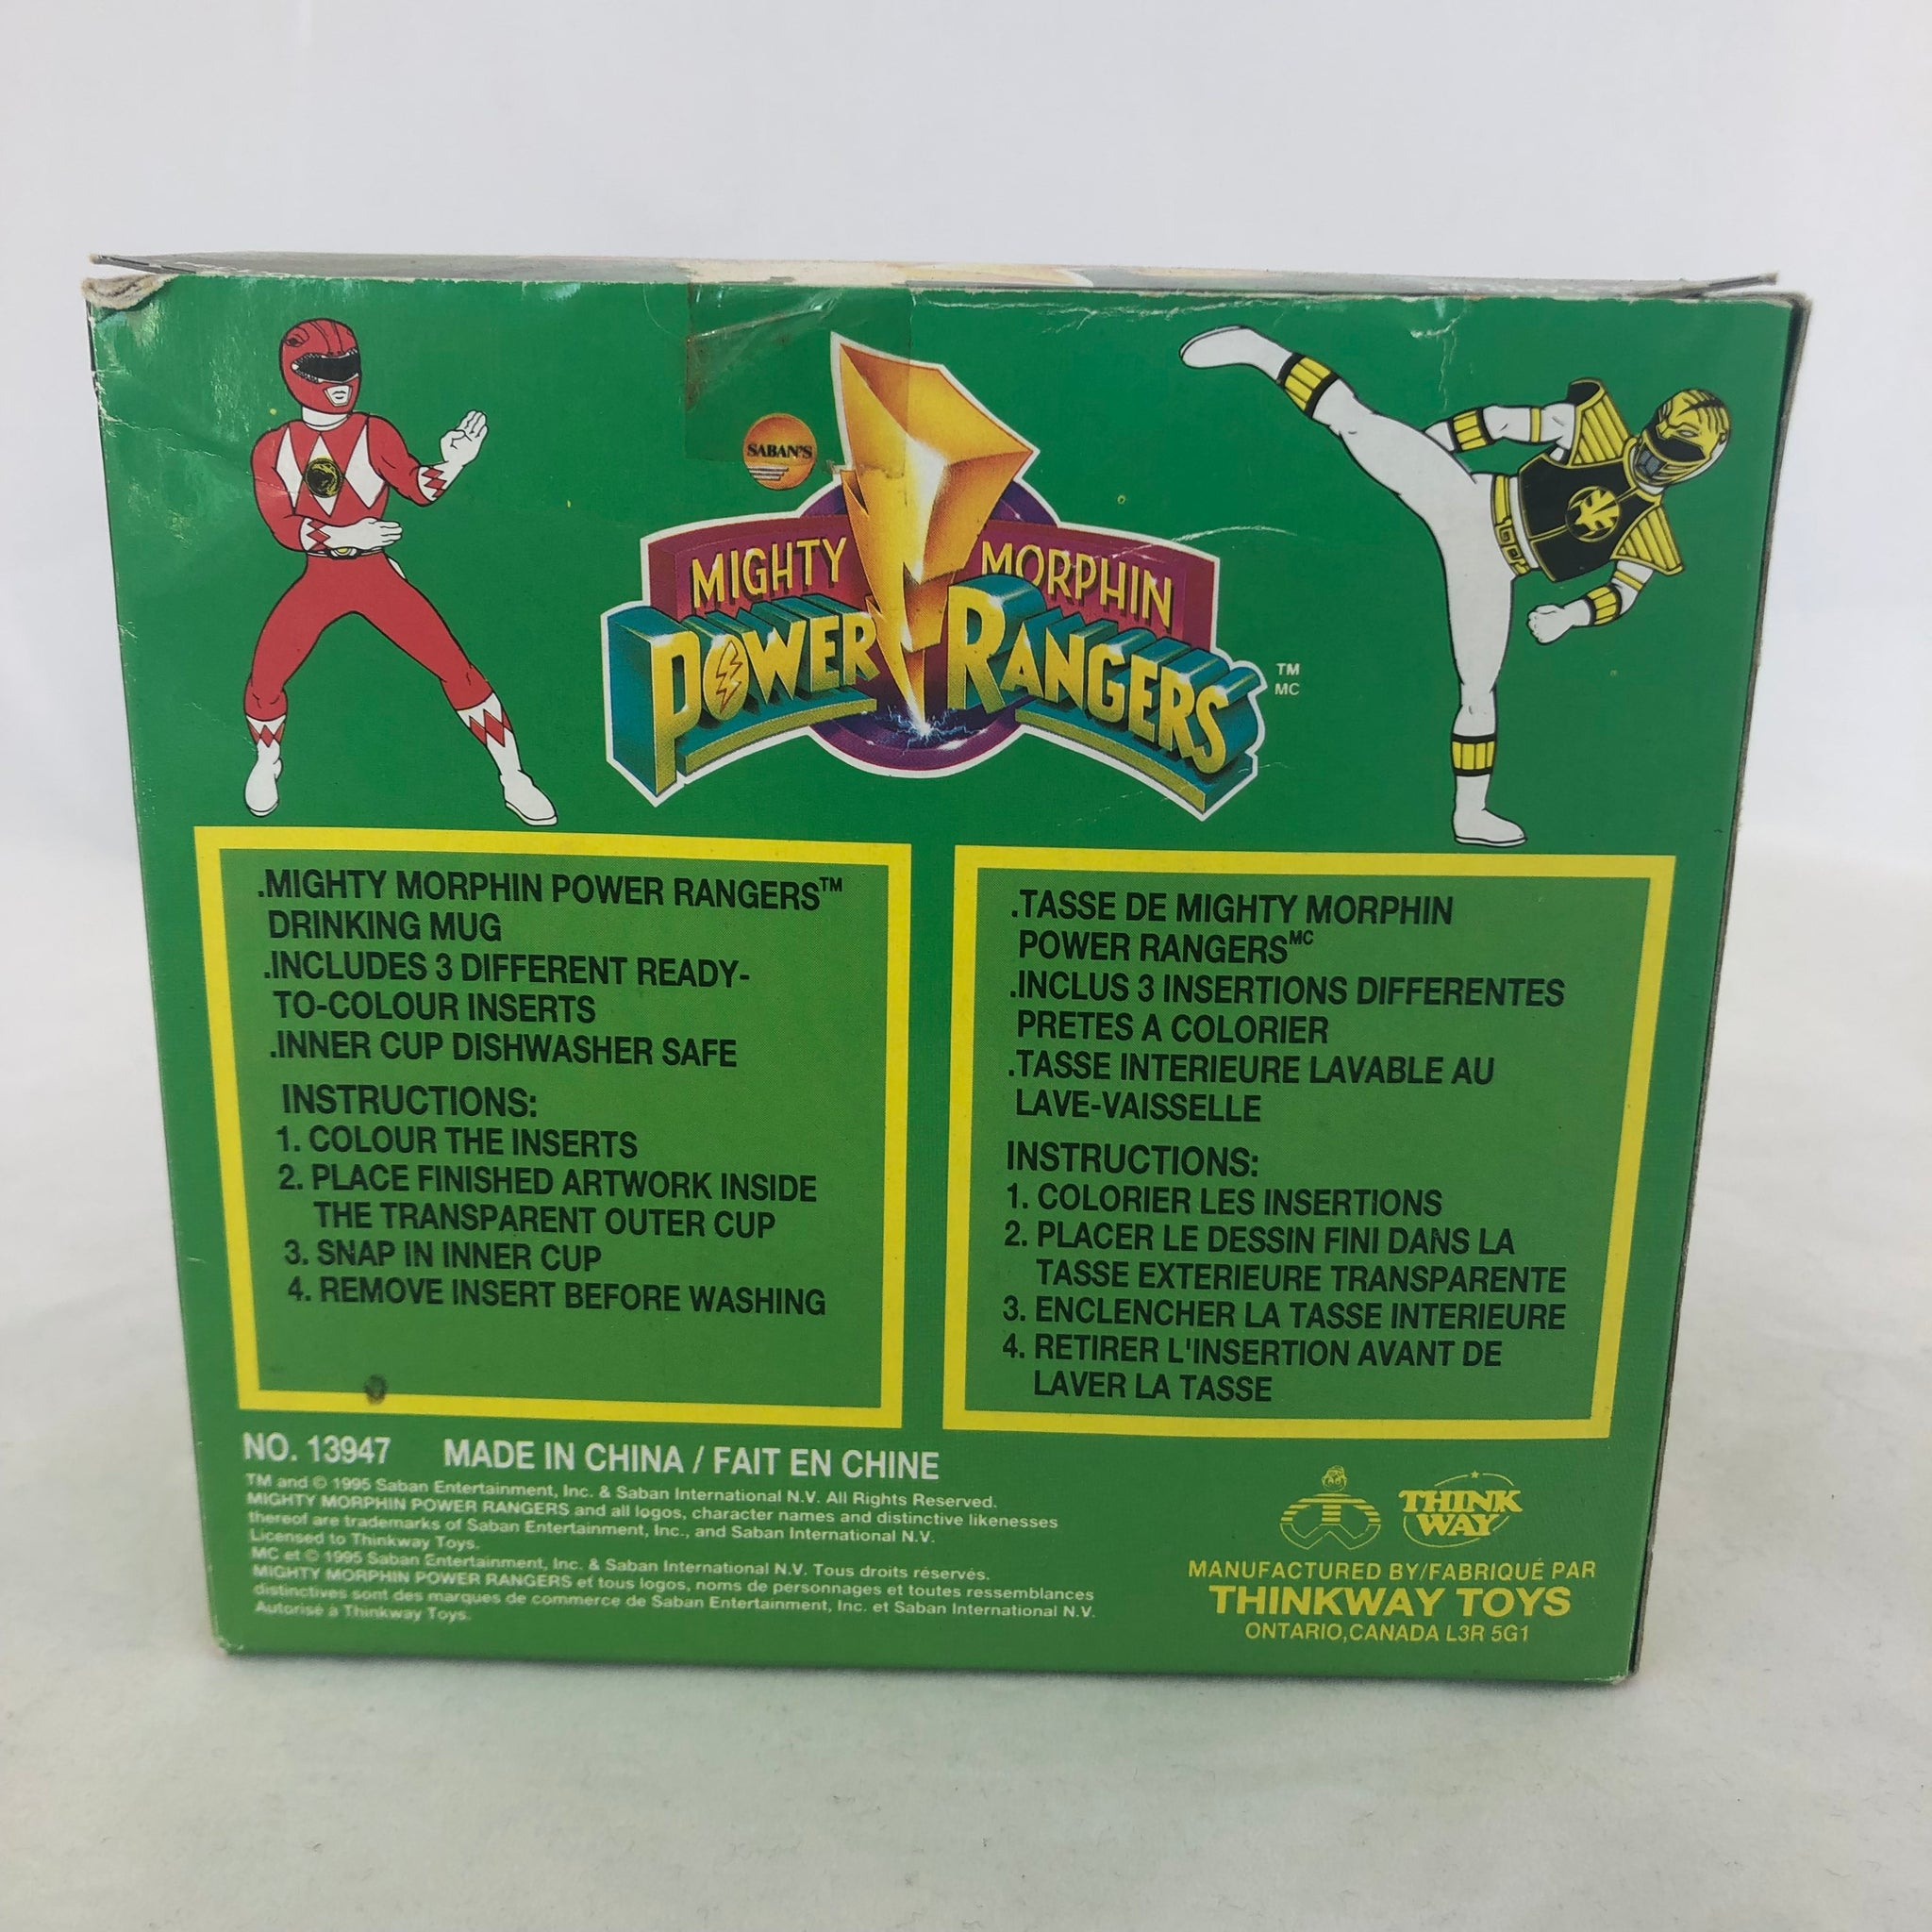 SABAN'S
MIGHTY MORPHIN
POWER RANGERS
TM
MC
.MIGHTY MORPHIN POWER RANGERS™
DRINKING MUG
.INCLUDES 3 DIFFERENT READY-
TO-COLOUR INSERTS
.INNER CUP DISHWASHER SAFE
INSTRUCTIONS:
1. COLOUR THE INSERTS
2. PLACE FINISHED ARTWORK INSIDE
THE TRANSPARENT OUTER CUP
3. SNAP IN INNER CUP
4. REMOVE INSERT BEFORE WASHING
.TASSE DE MIGHTY MORPHIN
POWER RANGERS MC
.INCLUS 3 INSERTIONS DIFFERENTES
PRETES A COLORIER
.TASSE INTERIEURE LAVABLE AU
LAVE-VAISSELLE
INSTRUCTIONS:
1. COLORIER LES INSERTIONS
2. PLACER LE DESSIN FINI DANS LA
TASSE EXTERIEURE TRANSPARENTE
3. ENCLENCHER LA TASSE INTERIEURE
4. RETIRER L'INSERTION AVANT DE
LAVER LA TASSE
NO. 13947 MADE IN CHINA / FAIT EN CHINE
TM and © 1995 Saban Entertainment, Inc. & Saban International N.V. All Rights Reserved.
MIGHTY MORPHIN POWER RANGERS and all logos, character names and distinctive likenesses
thereof are trademarks of Saban Entertainment, Inc., and Saban International N.V.
Licensed to Thinkway Toys.
MC et © 1995 Saban Entertainment, Inc. & Saban International N.V. Tous droits réservés.
MIGHTY MORPHIN POWER RANGERS et tous logos, noms de personnages et toutes ressemblances
distinctives sont des marques de commerce de Saban Entertainment, Inc. et Saban International N.V.
Autorisé à Thinkway Toys.
THINK
WAY
MANUFACTURED BY/FABRIQUÉ PAR
THINKWAY TOYS
ONTARIO,CANADA L3R 5G1